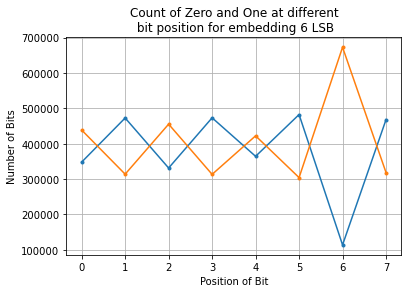 Count of Zero and One at different
bit position for embedding 6 LSB
700000
600000
500000
400000
300000
200000
100000
0 1 2 3 4 5 6 7
Number of Bits
Position of Bit